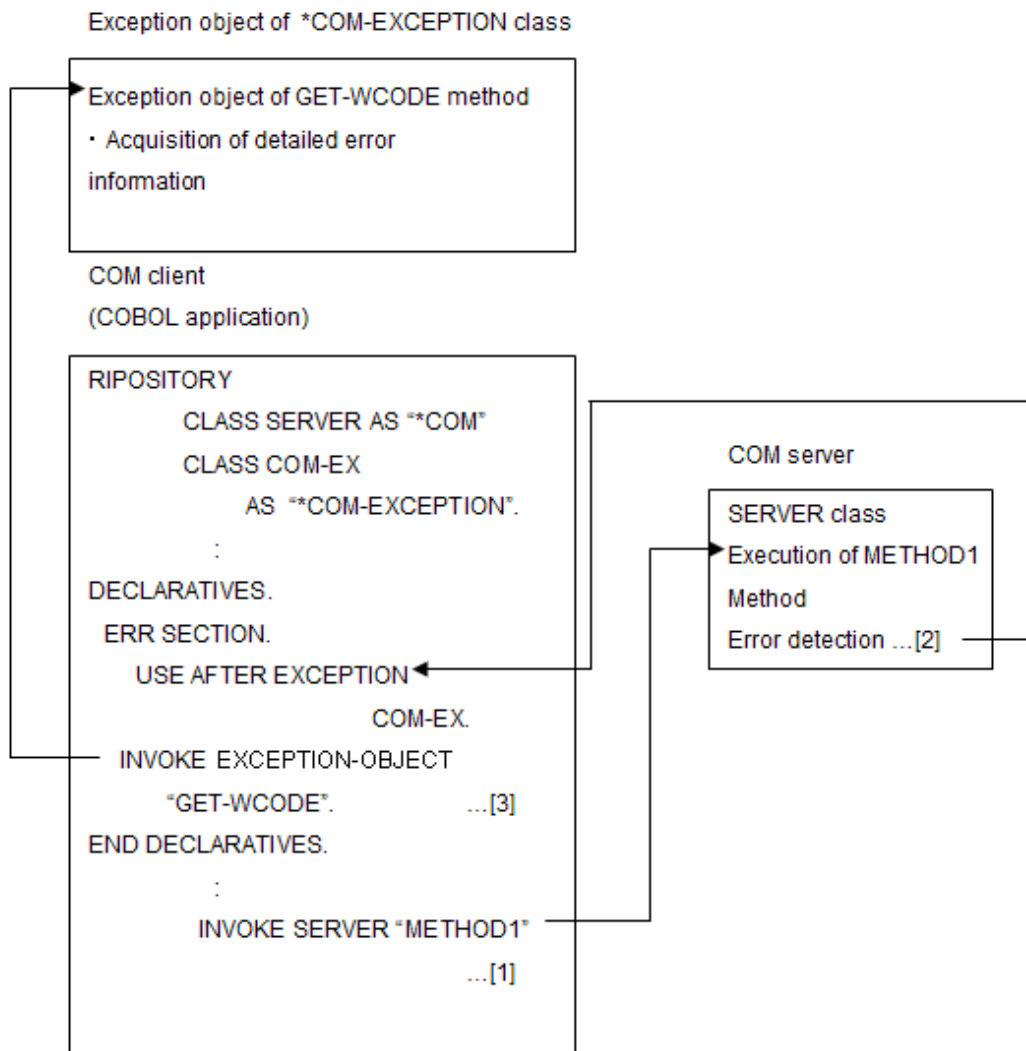 Exception object of *COM-EXCEPTION class
Exception object of GET-WCODE method
・Acquisition of detailed error
information
COM client
(COBOL application)
RIPOSITORY
CLASS SERVER AS “*COM”
CLASS COM-EX
AS “*COM-EXCEPTION”.
:
DECLARATIVES.
ERR SECTION.
USE AFTER EXCEPTION
COM-EX.
INVOKE EXCEPTION-OBJECT
“GET-WCODE”. …[3]
END DECLARATIVES.
:
INVOKE SERVER “METHOD1”
…[1]
COM server
SERVER class
Execution of METHOD1
Method
Error detection …[2]